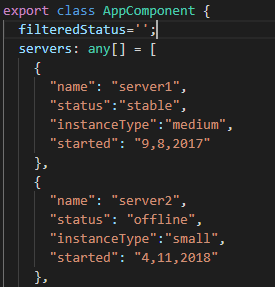 export class AppComponent {
filteredStatus='';
servers: any[] = [
{
"name": "server1",
"status":"stable",
"instanceType":"medium",
"started": "9,8,2017"
},
{
"name": "server2",
"status": "offline",
"instanceType":"small",
"started": "4,11,2018"
},